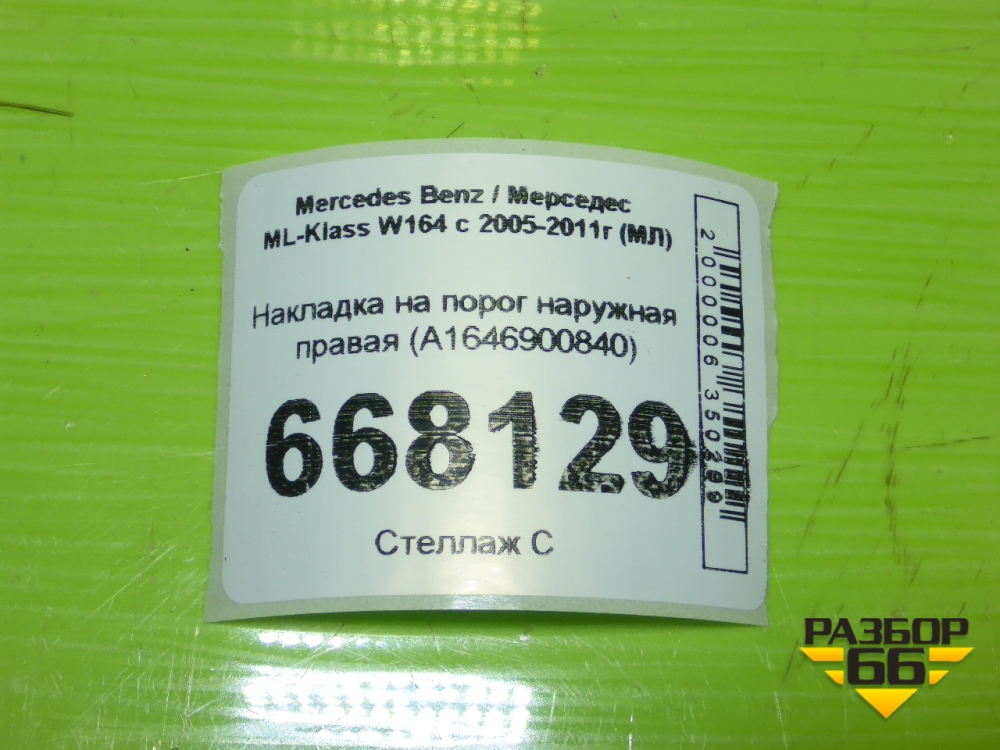 Mercedes Benz / Мерседес
ML-Klass W164 с 2005-2011г (МЛ)
Накладка на порог наружная
правая (A1646900840)
668129
Стеллаж С
РАЗБОР
66